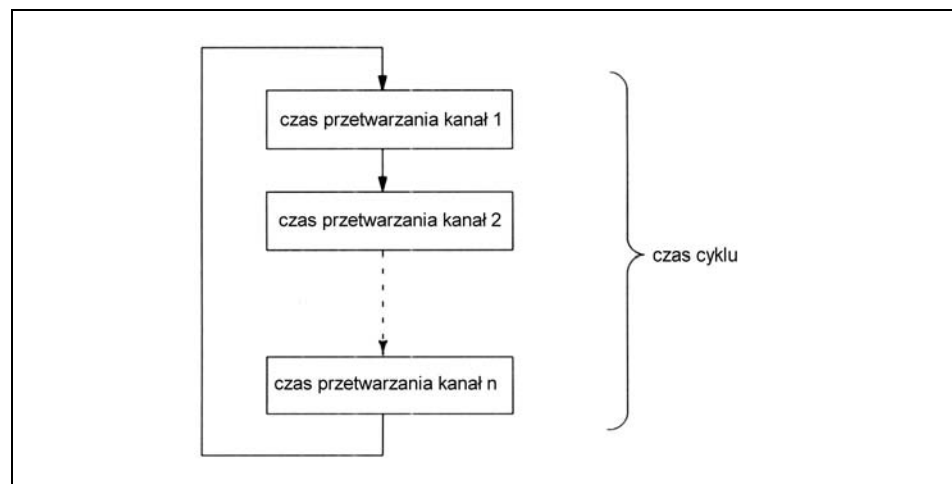 czas przetwarzania kanał 1
czas przetwarzania kanał 2
czas cyklu
czas przetwarzania kanał n